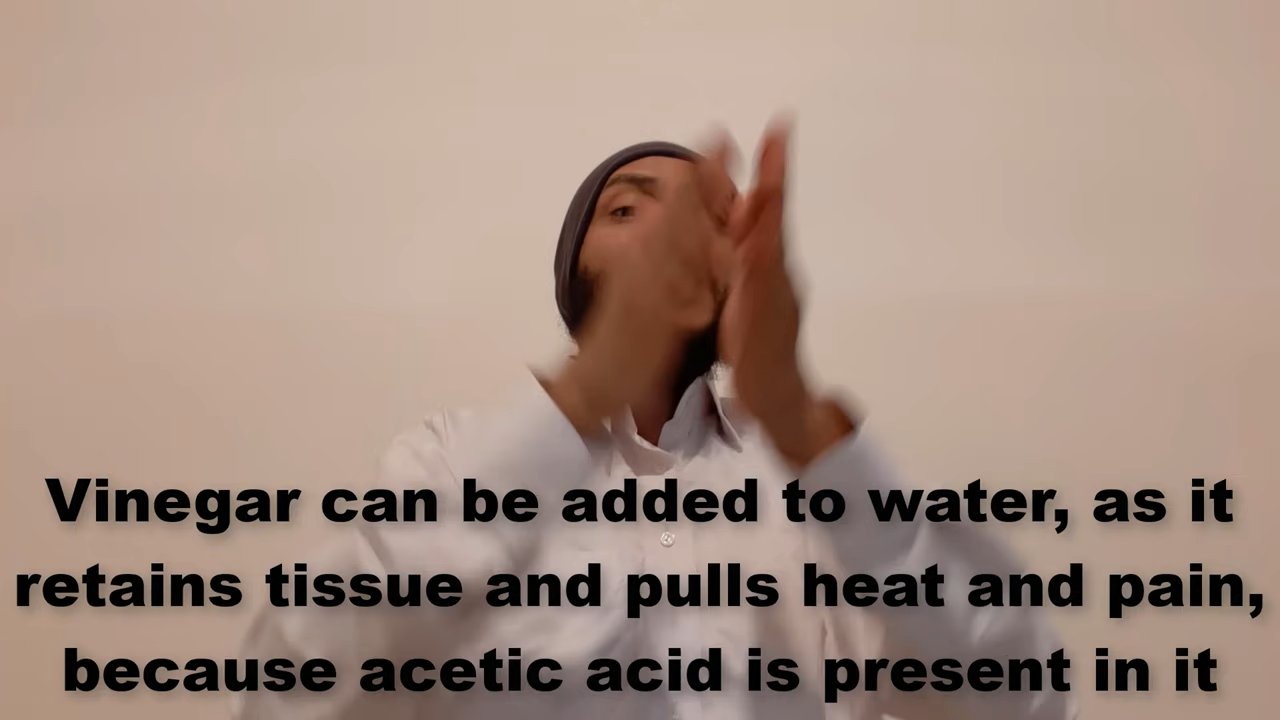 Vinegar can be added to water, as it
retains tissue and pulls heat and pain,
because acetic acid is present in it